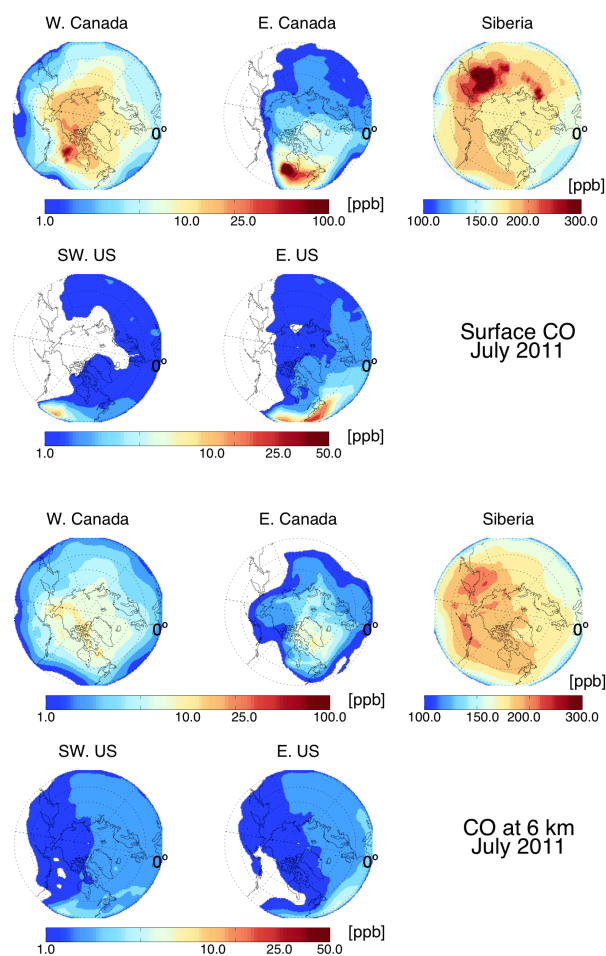 W. Canada
E. Canada
Siberia
0°
0°
0°
[ppb]
[ppb]
1.0
10.0
25.0
100.0
100.0
150.0
200.0
300.0
SW. US
E. US
0°
0°
Surface CO
July 2011
[ppb]
1.0
10.0
25.0
50.0
W. Canada
E. Canada
Siberia
0°
0°
0°
[ppb]
[ppb]
1.0
10.0
25.0
100.0
100.0
150.0
200.0
300.0
SW. US
E. US
0°
0°
CO at 6 km
July 2011
[ppb]
1.0
10.0
25.0
50.0